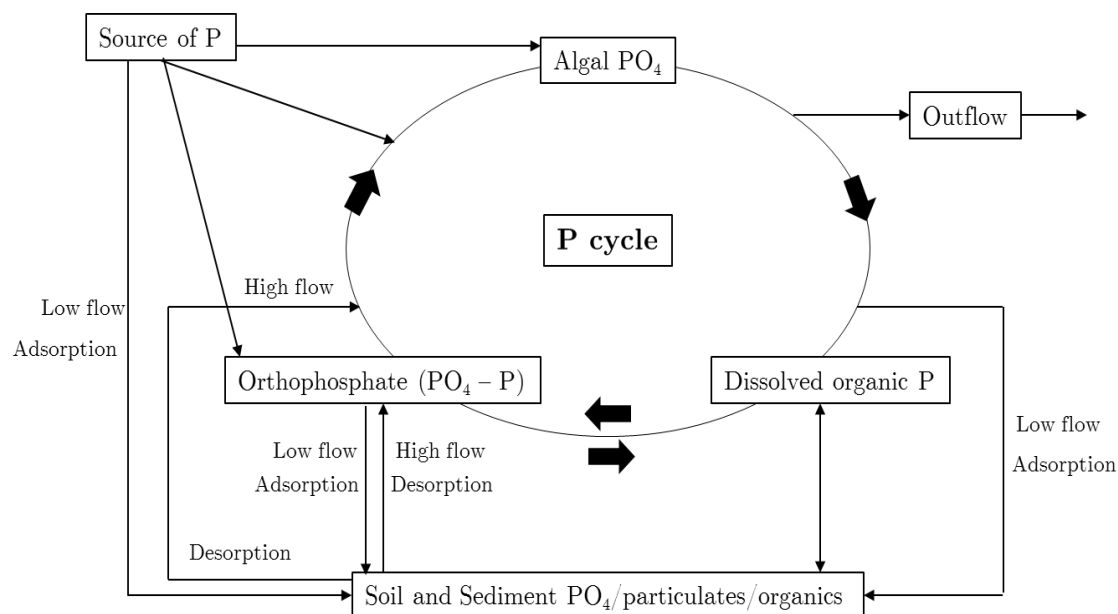 Source of P
Algal PO₄
Outflow
P cycle
High flow
Low flow
Adsorption
Orthophosphate (PO₄ – P)
Dissolved organic P
Low flow
Adsorption
High flow
Desorption
Low flow
Adsorption
Desorption
Soil and Sediment PO₄/particulates/organics